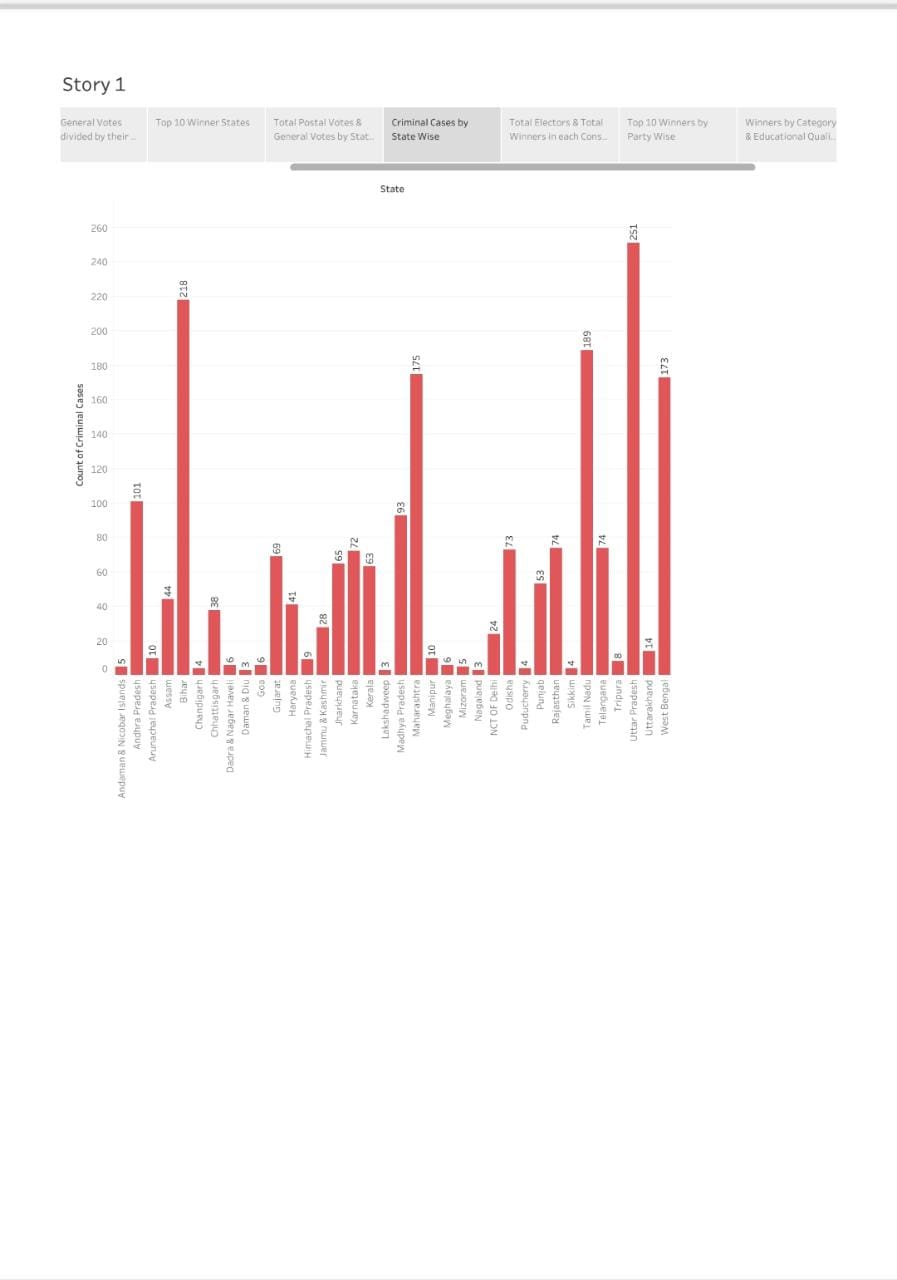 Story 1
General Votes
divided by their ..
Top 10 Winner States
Total Postal Votes &
General Votes by Stat..
Criminal Cases by
State Wise
Total Electors & Total
Winners in each Cons..
Top 10 Winners by
Party Wise
Winners by Category
& Educational Quali..
State
Count of Criminal Cases
260
240
220
200
180
160
140
120
100
80
60
40
20
0
5
101
10
44
218
4
38
6
3
6
69
41
9
28
65
72
63
3
93
175
10
6
5
3
24
73
4
53
74
4
189
74
8
251
14
173
Andaman & Nicobar Islands
Andhra Pradesh
Arunachal Pradesh
Assam
Bihar
Chandigarh
Chhattisgarh
Dadra & Nagar Haveli
Daman & Diu
Goa
Gujarat
Haryana
Himachal Pradesh
Jammu & Kashmir
Jharkhand
Karnataka
Kerala
Lakshadweep
Madhya Pradesh
Maharashtra
Manipur
Meghalaya
Mizoram
Nagaland
NCT OF Delhi
Odisha
Puducherry
Punjab
Rajasthan
Sikkim
Tamil Nadu
Telangana
Tripura
Uttar Pradesh
Uttarakhand
West Bengal